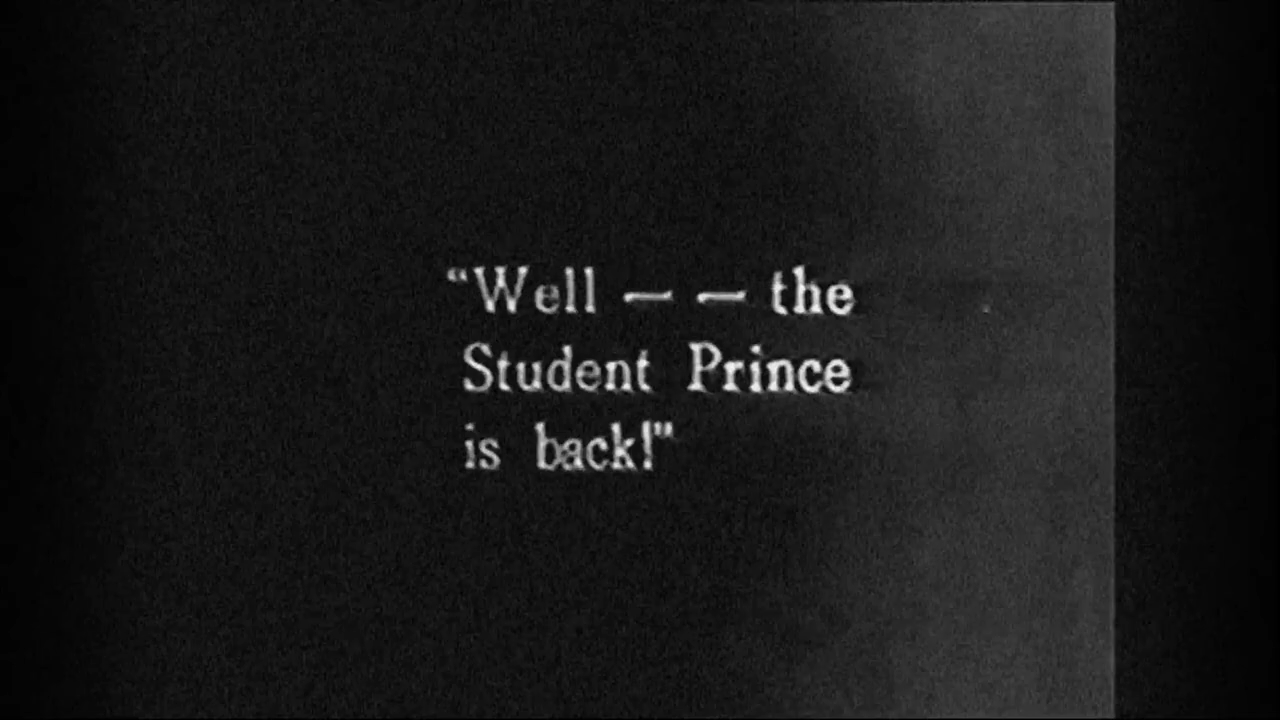 “Well — — the
Student Prince
is back!”